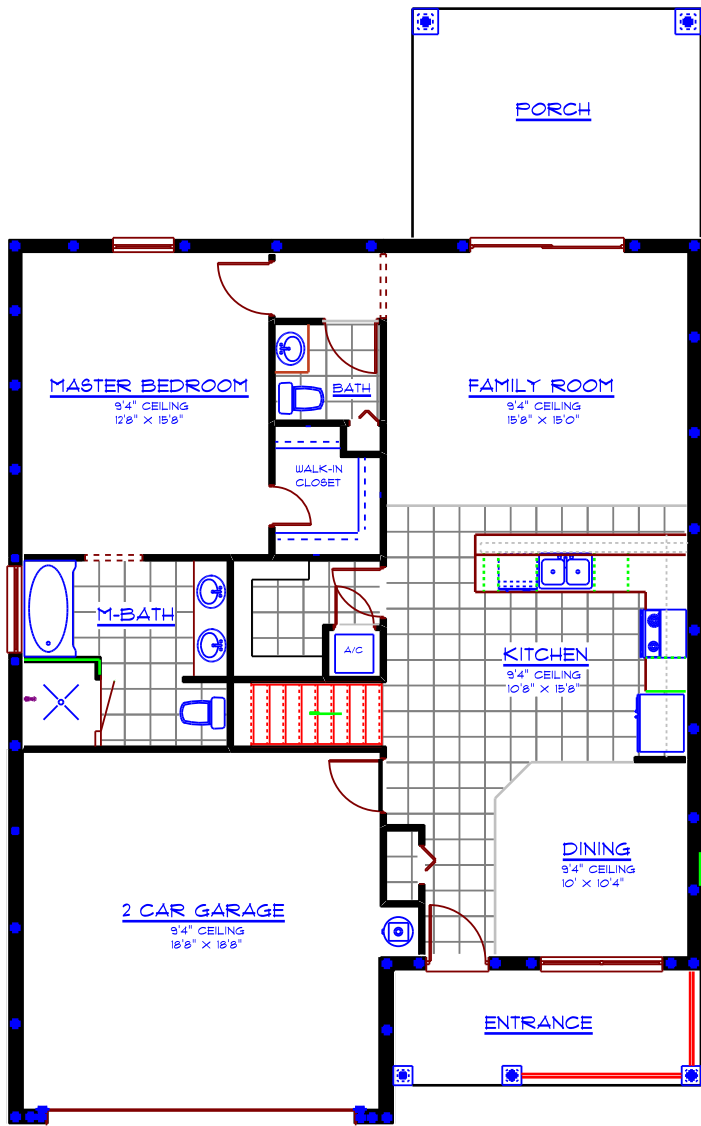 PORCH
MASTER BEDROOM
9'4" CEILING
12'8" X 15'8"
BATH
FAMILY ROOM
9'4" CEILING
15'8" X 15'0"
WALK-IN
CLOSET
M-BATH
A/C
KITCHEN
9'4" CEILING
10'8" X 15'8"
DINING
9'4" CEILING
10' X 10'4"
2 CAR GARAGE
9'4" CEILING
18'8" X 18'8"
ENTRANCE